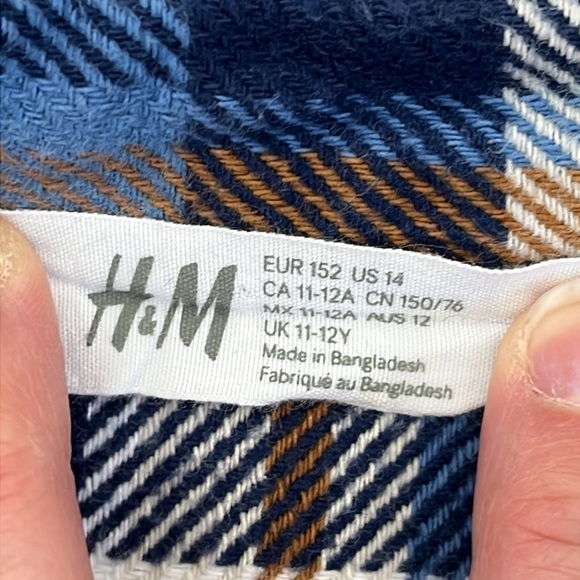 H&M
EUR 152 US 14
CA 11-12A CN 150/76
MX 11-12A AUS 12
UK 11-12Y
Made in Bangladesh
Fabriqué au Bangladesh